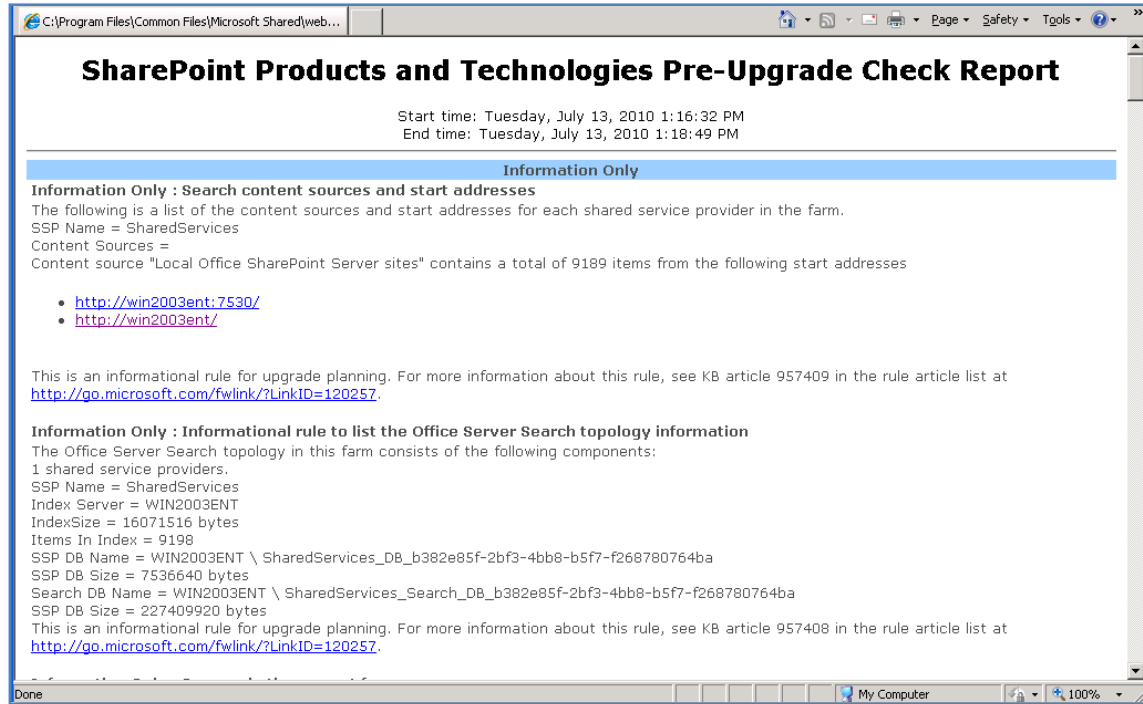 C:\Program Files\Common Files\Microsoft Shared\web...
Page Safety Tools
SharePoint Products and Technologies Pre-Upgrade Check Report
Start time: Tuesday, July 13, 2010 1:16:32 PM
End time: Tuesday, July 13, 2010 1:18:49 PM
Information Only
Information Only : Search content sources and start addresses
The following is a list of the content sources and start addresses for each shared service provider in the farm.
SSP Name = SharedServices
Content Sources =
Content source "Local Office SharePoint Server sites" contains a total of 9189 items from the following start addresses
• http://win2003ent:7530/
• http://win2003ent/
This is an informational rule for upgrade planning. For more information about this rule, see KB article 957409 in the rule article list at
http://go.microsoft.com/fwlink/?LinkID=120257.
Information Only : Informational rule to list the Office Server Search topology information
The Office Server Search topology in this farm consists of the following components:
1 shared service providers.
SSP Name = SharedServices
Index Server = WIN2003ENT
IndexSize = 16071516 bytes
Items In Index = 9198
SSP DB Name = WIN2003ENT \ SharedServices_DB_b382e85f-2bf3-4bb8-b5f7-f268780764ba
SSP DB Size = 7536640 bytes
Search DB Name = WIN2003ENT \ SharedServices_Search_DB_b382e85f-2bf3-4bb8-b5f7-f268780764ba
SSP DB Size = 227409920 bytes
This is an informational rule for upgrade planning. For more information about this rule, see KB article 957408 in the rule article list at
http://go.microsoft.com/fwlink/?LinkID=120257.
Done My Computer 100%